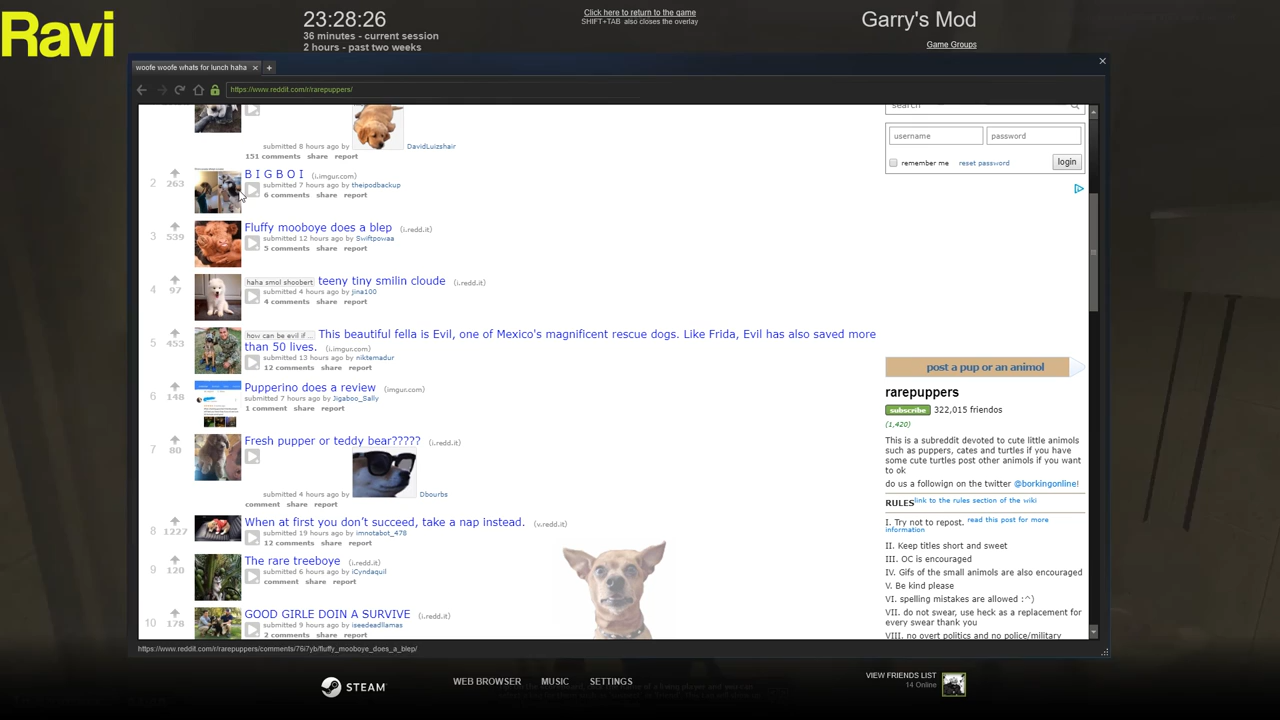 Ravi
23:28:26
36 minutes - current session
2 hours - past two weeks
Click here to return to the game
SHIFT+TAB also closes the overlay
Garry's Mod
Game Groups
woofe woofe whats for lunch haha
https://www.reddit.com/r/rarepuppers/
submitted 8 hours ago by DavidLuizshair
151 comments share report
2 263 B I G B O I (i.imgur.com)
submitted 7 hours ago by theipodbackup
6 comments share report
3 539 Fluffy mooboye does a blep (i.redd.it)
submitted 12 hours ago by Swiftpowaa
5 comments share report
4 97 haha smol shoobert teeny tiny smilin cloude (i.redd.it)
submitted 4 hours ago by jina100
4 comments share report
5 453 how can be evil if ... This beautiful fella is Evil, one of Mexico's magnificent rescue dogs. Like Frida, Evil has also saved more
than 50 lives. (i.imgur.com)
submitted 13 hours ago by niktemadur
12 comments share report
6 148 Pupperino does a review (imgur.com)
submitted 7 hours ago by Jigaboo_Sally
1 comment share report
7 80 Fresh pupper or teddy bear????? (i.redd.it)
submitted 4 hours ago by Dbourbs
comment share report
8 1227 When at first you don’t succeed, take a nap instead. (v.redd.it)
submitted 19 hours ago by imnotabot_478
12 comments share report
9 120 The rare treeboye (i.redd.it)
submitted 6 hours ago by iCyndaquil
comment share report
10 178 GOOD GIRLE DOIN A SURVIVE (i.redd.it)
submitted 9 hours ago by iseedeadllamas
2 comments share report
search
username password
remember me reset password login
post a pup or an animol
rarepuppers
subscribe 322,015 friendos
(1,420)
This is a subreddit devoted to cute little animols
such as puppers, cates and turtles if you have
some cute turtles post other animols if you want
to ok
do us a followign on the twitter @borkingonline!
RULES link to the rules section of the wiki
I. Try not to repost. read this post for more
information
II. Keep titles short and sweet
III. OC is encouraged
IV. Gifs of the small animols are also encouraged
V. Be kind please
VI. spelling mistakes are allowed :^)
VII. do not swear, use heck as a replacement for
every swear thank you
VIII. no overt politics and no police/military
https://www.reddit.com/r/rarepuppers/comments/76i7yb/fluffy_mooboye_does_a_blep/
STEAM
WEB BROWSER MUSIC SETTINGS
VIEW FRIENDS LIST
14 Online